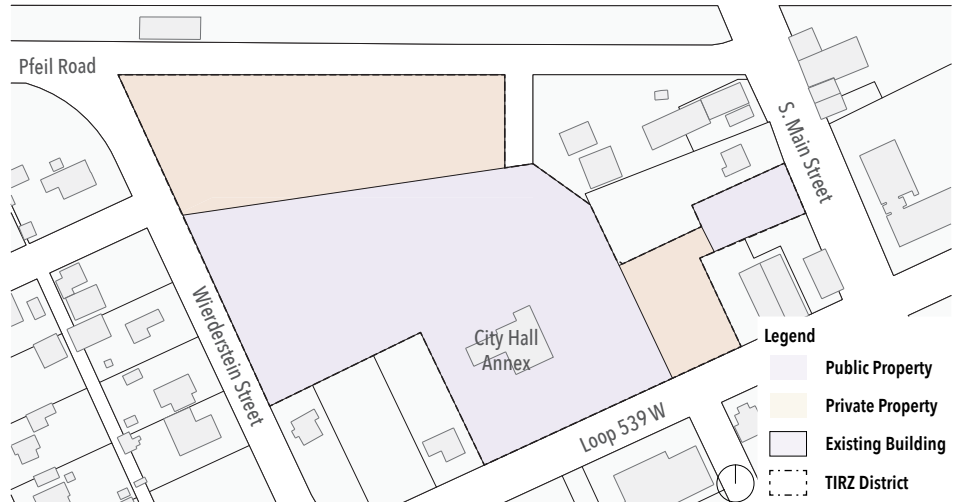 Pfeil Road
S. Main Street
Wierderstein Street
City Hall
Annex
Loop 539 W
Legend
Public Property
Private Property
Existing Building
TIRZ District